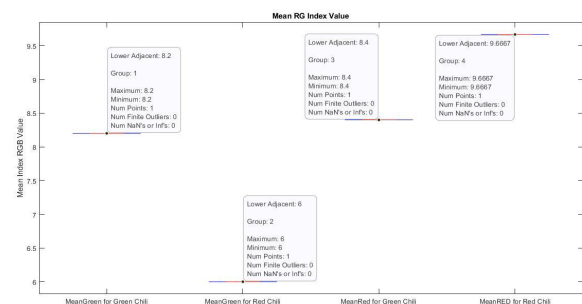 Mean RG Index Value
Mean Index RGB Value
9.5
9
8.5
8
7.5
7
6.5
6
Lower Adjacent: 8.2
Group: 1
Maximum: 8.2
Minimum: 8.2
Num Points: 1
Num Finite Outliers: 0
Num NaN's or Inf's: 0
Lower Adjacent: 6
Group: 2
Maximum: 6
Minimum: 6
Num Points: 1
Num Finite Outliers: 0
Num NaN's or Inf's: 0
Lower Adjacent: 8.4
Group: 3
Maximum: 8.4
Minimum: 8.4
Num Points: 1
Num Finite Outliers: 0
Num NaN's or Inf's: 0
Lower Adjacent: 9.6667
Group: 4
Maximum: 9.6667
Minimum: 9.6667
Num Points: 1
Num Finite Outliers: 0
Num NaN's or Inf's: 0
MeanGreen for Green Chili
MeanGreen for Red Chili
MeanRed for Green Chili
MeanRED for Red Chili